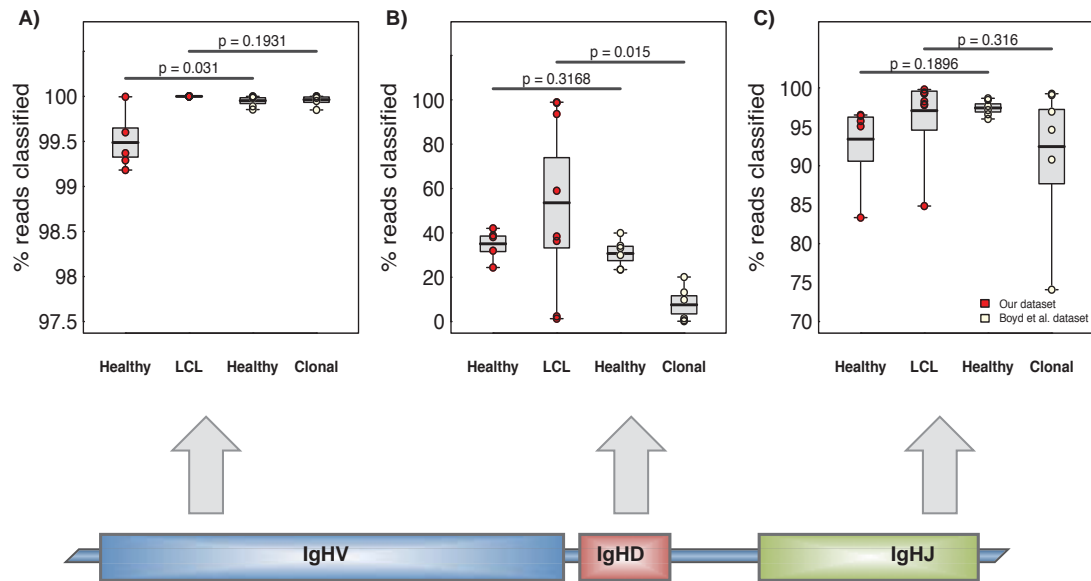 A)
p = 0.1931
p = 0.031
% reads classified
100
99.5
99
98.5
98
97.5
Healthy LCL Healthy Clonal
B)
p = 0.015
p = 0.3168
% reads classified
100
80
60
40
20
0
Healthy LCL Healthy Clonal
C)
p = 0.316
p = 0.1896
% reads classified
100
95
90
85
80
75
70
Our dataset
Boyd et al. dataset
Healthy LCL Healthy Clonal
IgHV IgHD IgHJ